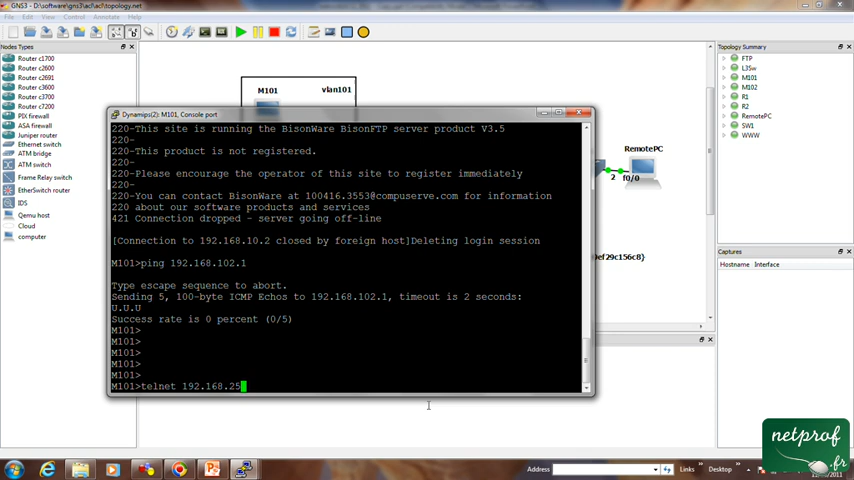 GNS3 - D:\software\gns3\acl\acl\topology.net
File Edit View Control Annotate Help
Nodes Types
Router c1700
Router c2600
Router c2691
Router c3600
Router c3700
Router c7200
PIX firewall
ASA firewall
Juniper router
Ethernet switch
ATM bridge
ATM switch
Frame Relay switch
EtherSwitch router
IDS
Qemu host
Cloud
computer
M101
vlan101
Dynamips(2): M101, Console port
220-This site is running the BisonWare BisonFTP server product V3.5
220-
220-This product is not registered.
220-
220-Please encourage the operator of this site to register immediately
220-
220-You can contact BisonWare at 100416.3553@compuserve.com for information
220 about our software products and services
421 Connection dropped - server going off-line
[Connection to 192.168.10.2 closed by foreign host]Deleting login session
M101>ping 192.168.102.1
Type escape sequence to abort.
Sending 5, 100-byte ICMP Echos to 192.168.102.1, timeout is 2 seconds:
U.U.U
Success rate is 0 percent (0/5)
M101>
M101>
M101>
M101>
M101>
M101>telnet 192.168.25
RemotePC
2 f0/0
0ef29c156c8}
Topology Summary
FTP
L3Sw
M101
M102
R1
R2
RemotePC
SW1
WWW
Captures
Hostname Interface
Address
Links
Desktop
netprof
.fr